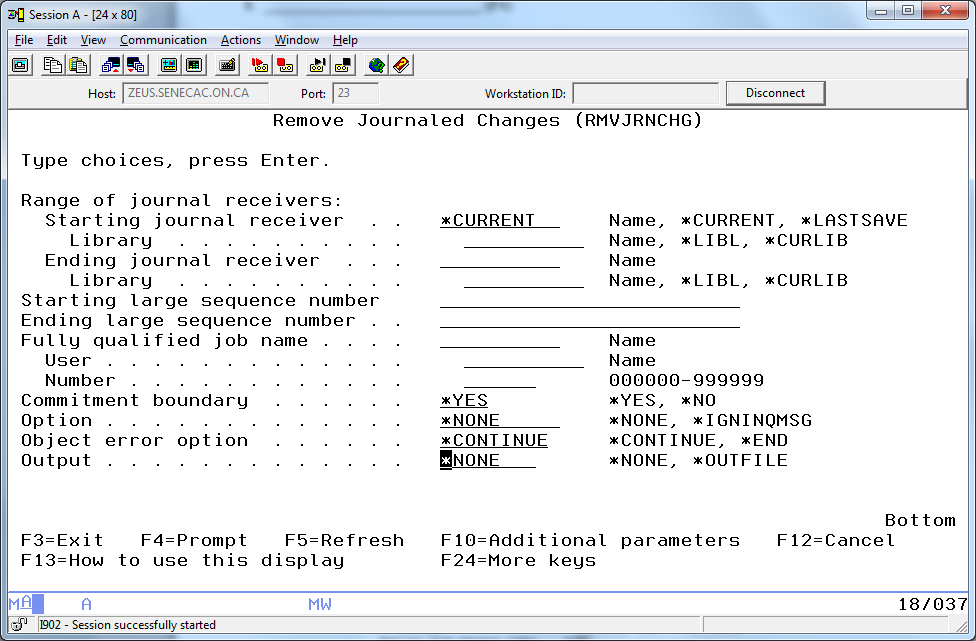 Session A - [24 x 80]
File Edit View Communication Actions Window Help
Host: ZEUS.SENECAC.ON.CA Port: 23 Workstation ID: Disconnect
Remove Journaled Changes (RMVJRNCHG)
Type choices, press Enter.
Range of journal receivers:
Starting journal receiver . . *CURRENT Name, *CURRENT, *LASTSAVE
Library . . . . . . . . . . Name, *LIBL, *CURLIB
Ending journal receiver . . . Name
Library . . . . . . . . . . Name, *LIBL, *CURLIB
Starting large sequence number
Ending large sequence number . .
Fully qualified job name . . . . Name
User . . . . . . . . . . . . . Name
Number . . . . . . . . . . . . 000000-999999
Commitment boundary . . . . . . *YES *YES, *NO
Option . . . . . . . . . . . . . *NONE *NONE, *IGNINQMSG
Object error option . . . . . . *CONTINUE *CONTINUE, *END
Output . . . . . . . . . . . . . *NONE *NONE, *OUTFILE
Bottom
F3=Exit F4=Prompt F5=Refresh F10=Additional parameters F12=Cancel
F13=How to use this display F24=More keys
MA A MW 18/037
I902 - Session successfully started